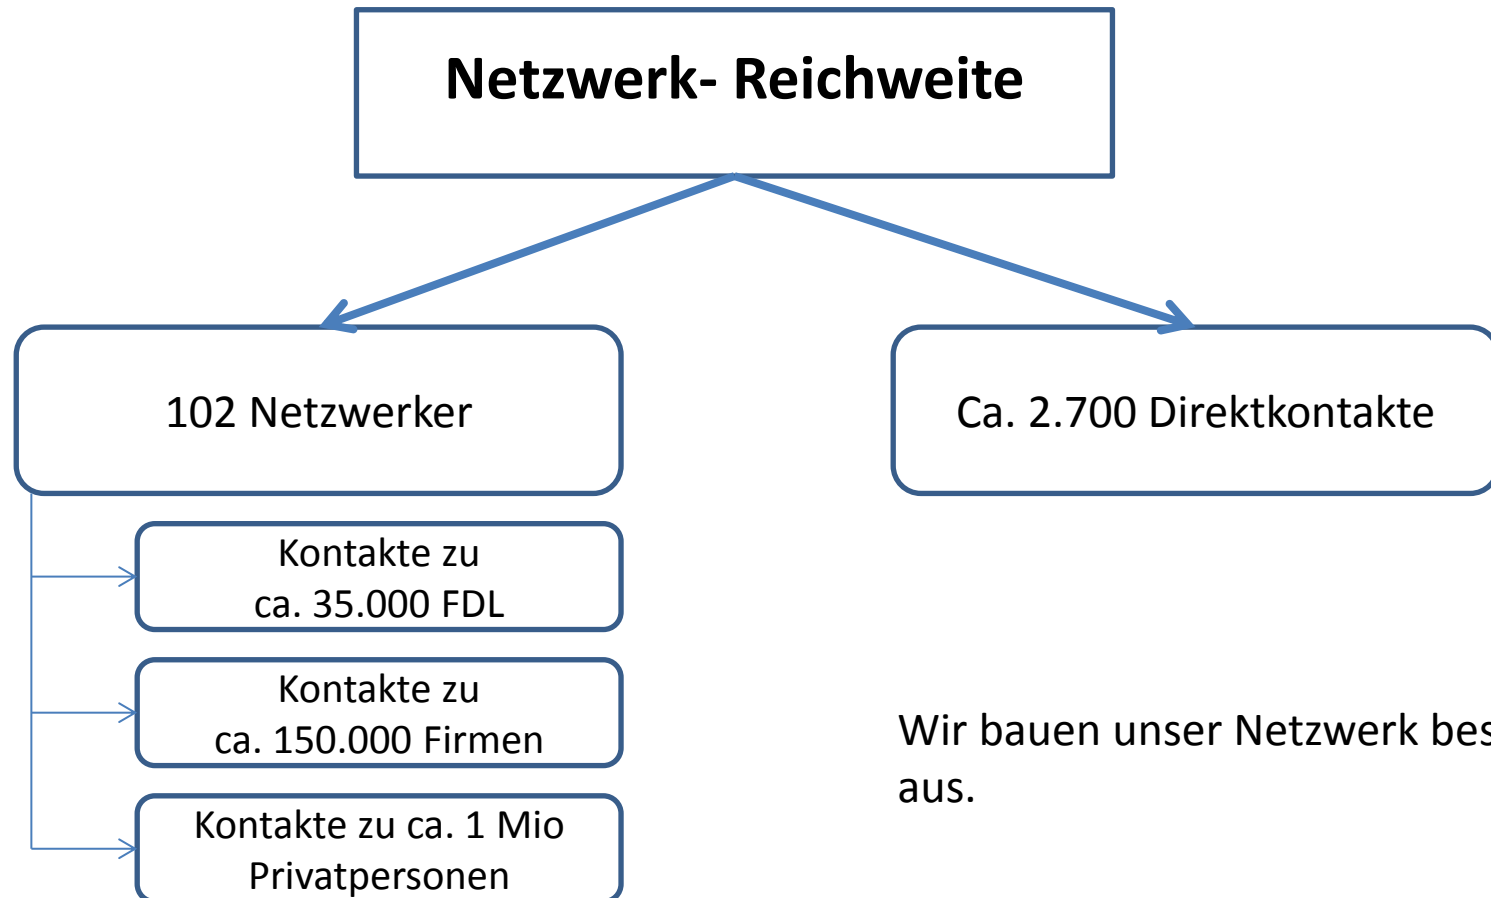 Netzwerk- Reichweite
102 Netzwerker
Ca. 2.700 Direktkontakte
Kontakte zu
ca. 35.000 FDL
Kontakte zu
ca. 150.000 Firmen
Kontakte zu ca. 1 Mio
Privatpersonen
Wir bauen unser Netzwerk
aus.